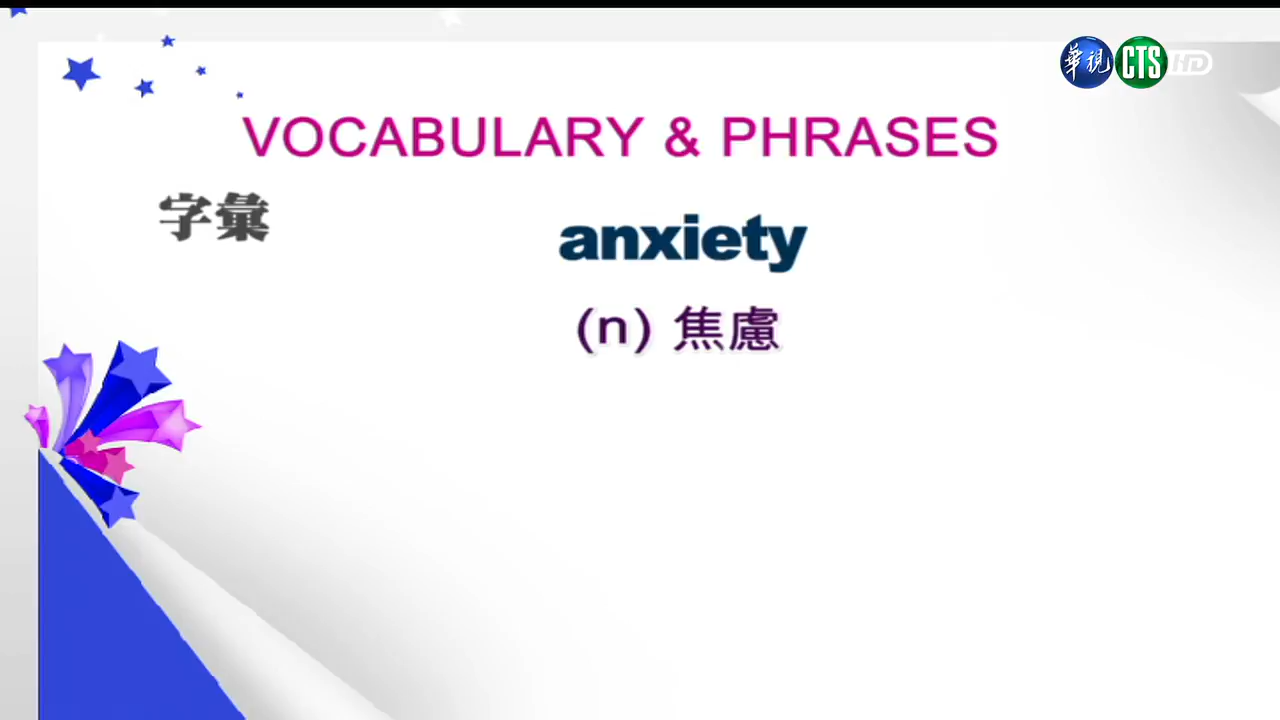 華視 CTS HD
VOCABULARY & PHRASES
字彙
anxiety
(n) 焦慮